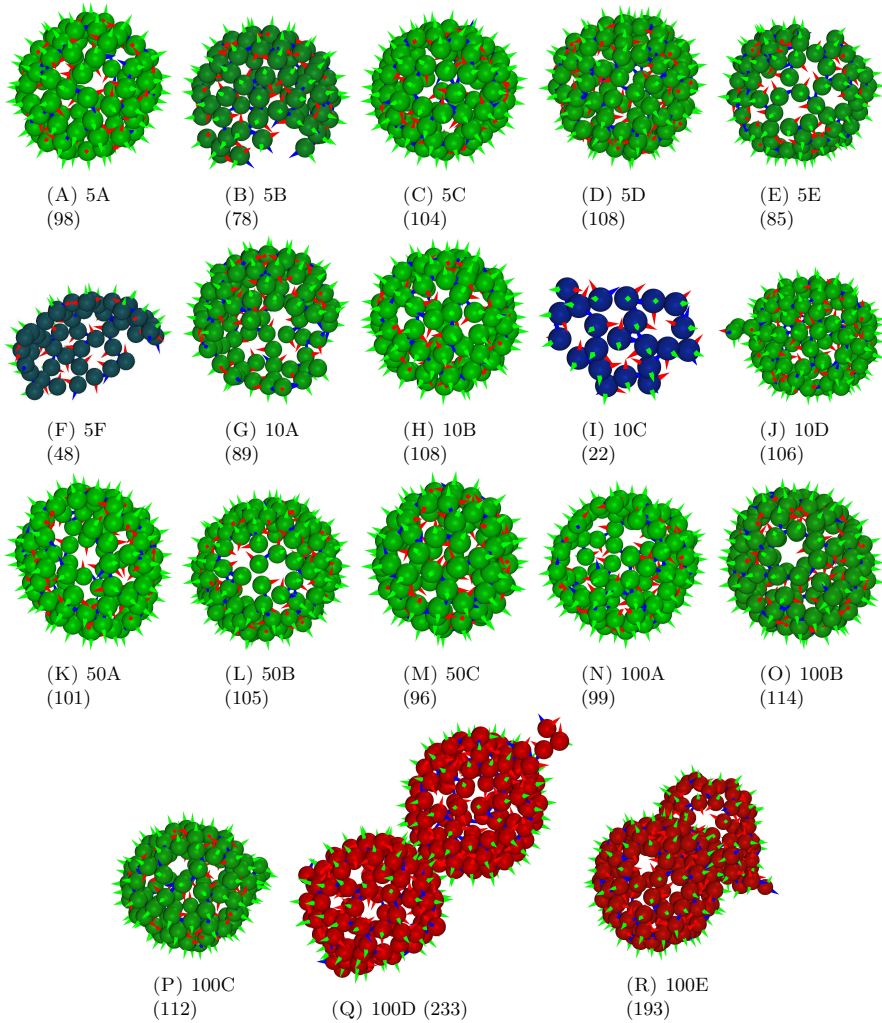 (A) 5A (B) 5B (C) 5C (D) 5D (E) 5E
(98) (78) (104) (108) (85)
(F) 5F (G) 10A (H) 10B (I) 10C (J) 10D
(48) (89) (108) (22) (106)
(K) 50A (L) 50B (M) 50C (N) 100A (O) 100B
(101) (105) (96) (99) (114)
(P) 100C (Q) 100D (233) (R) 100E
(112) (193)